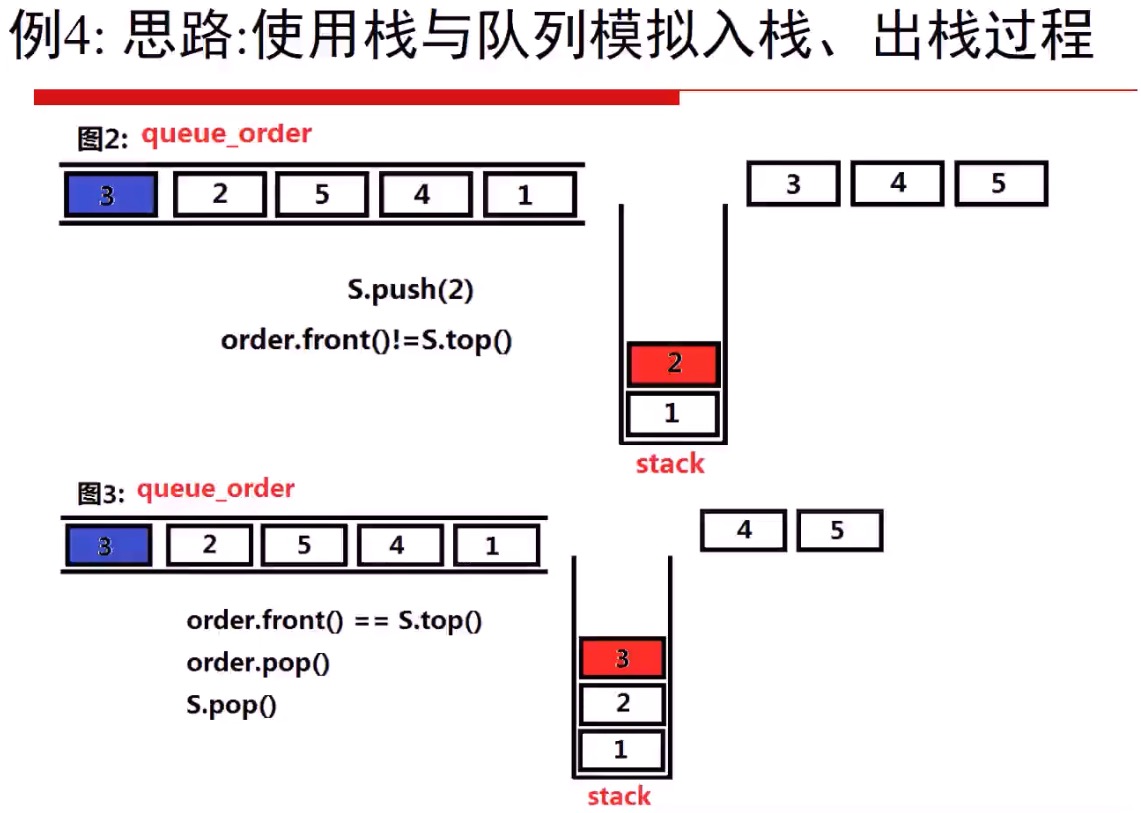 例4: 思路:使用栈与队列模拟入栈、出栈过程
图2: queue_order
3 2 5 4 1
3 4 5
S.push(2)
order.front()!=S.top()
2
1
stack
图3: queue_order
3 2 5 4 1
4 5
order.front() == S.top()
order.pop()
S.pop()
3
2
1
stack